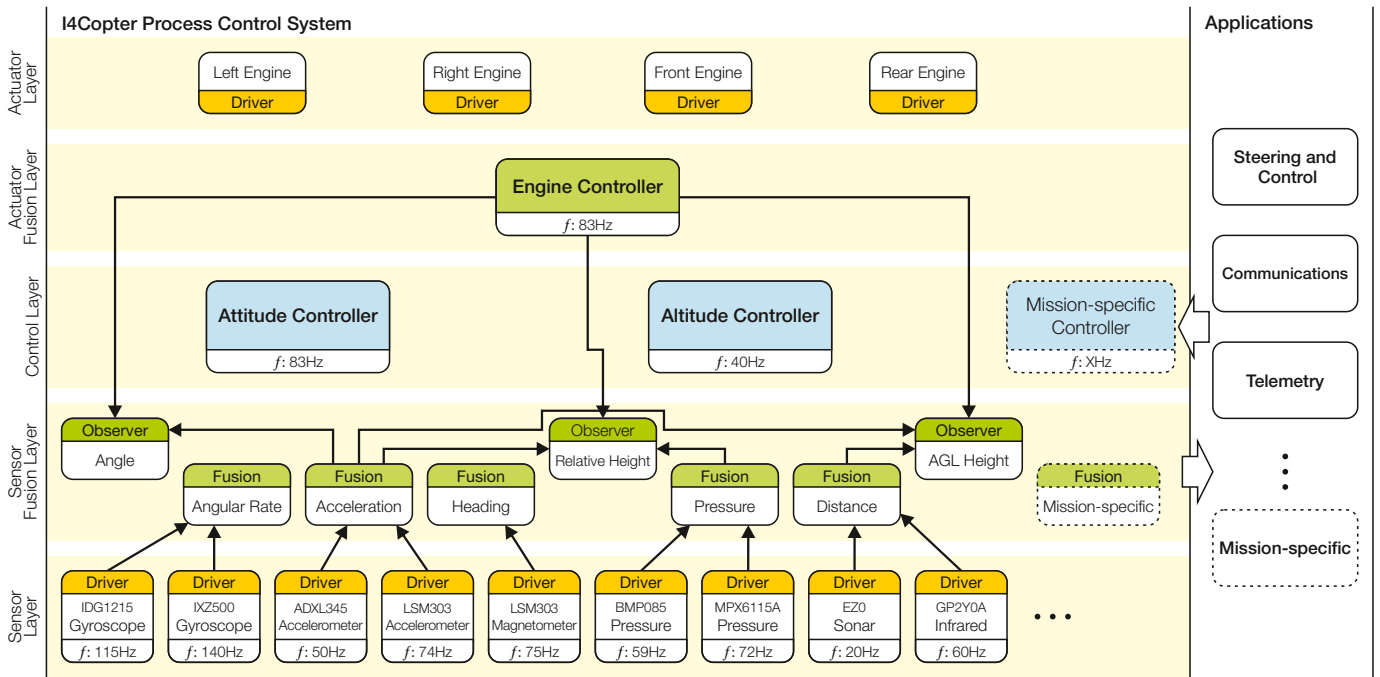 I4Copter Process Control System
Applications
Actuator
Layer
Left Engine
Driver
Right Engine
Driver
Front Engine
Driver
Rear Engine
Driver
Actuator
Fusion Layer
Engine Controller
f: 83Hz
Control Layer
Attitude Controller
f: 83Hz
Altitude Controller
f: 40Hz
Mission-specific
Controller
f: XHz
Sensor
Fusion Layer
Observer
Angle
Observer
Relative Height
Observer
AGL Height
Fusion
Angular Rate
Fusion
Acceleration
Fusion
Heading
Fusion
Pressure
Fusion
Distance
Fusion
Mission-specific
Sensor
Layer
Driver
IDG1215
Gyroscope
f: 115Hz
Driver
IXZ500
Gyroscope
f: 140Hz
Driver
ADXL345
Accelerometer
f: 50Hz
Driver
LSM303
Accelerometer
f: 74Hz
Driver
LSM303
Magnetometer
f: 75Hz
Driver
BMP085
Pressure
f: 59Hz
Driver
MPX6115A
Pressure
f: 72Hz
Driver
EZ0
Sonar
f: 20Hz
Driver
GP2Y0A
Infrared
f: 60Hz
Steering and
Control
Communications
Telemetry
Mission-specific